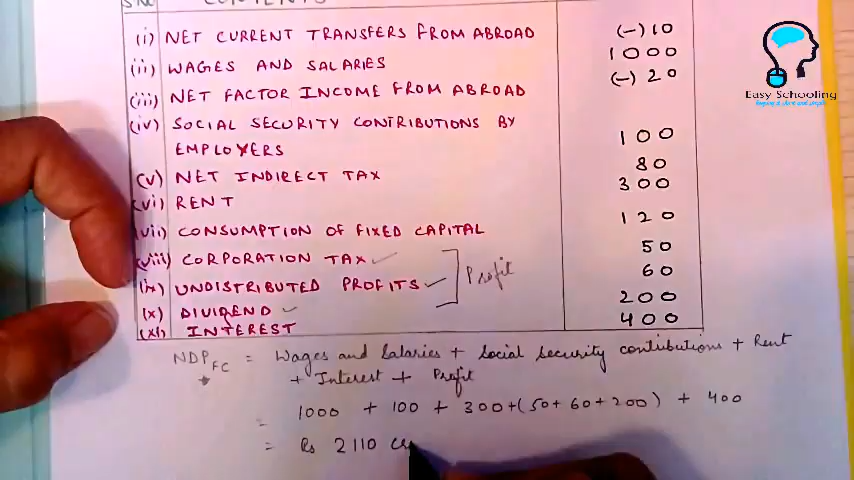 (i) NET CURRENT TRANSFERS FROM ABROAD (-) 10
(ii) WAGES AND SALARIES 1000
(iii) NET FACTOR INCOME FROM ABROAD (-) 20
(iv) SOCIAL SECURITY CONTRIBUTIONS BY
EMPLOYERS 100
(v) NET INDIRECT TAX 80
(vi) RENT 300
(vii) CONSUMPTION OF FIXED CAPITAL 120
(viii) CORPORATION TAX 50
(ix) UNDISTRIBUTED PROFITS 60
Profit
(x) DIVIDEND 200
(xi) INTEREST 400
NDP FC = Wages and Salaries + Social Security contributions + Rent
+ Interest + Profit
= 1000 + 100 + 300+(50+60+200) + 400
= Rs 2110
Easy Schooling